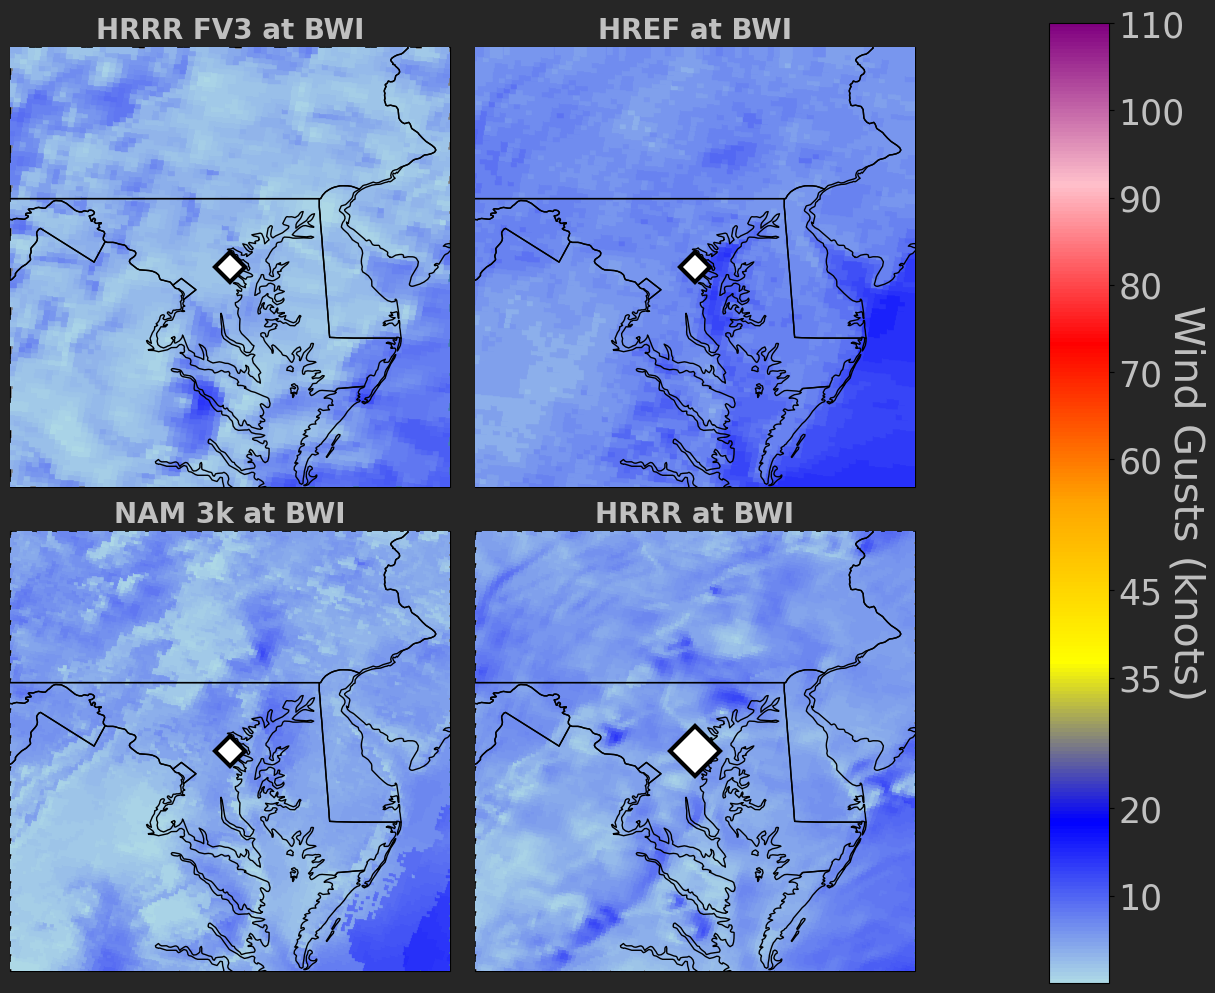 HRRR FV3 at BWI
HREF at BWI
NAM 3k at BWI
HRRR at BWI
110
100
90
80
70
60
45
35
20
10
Wind Gusts (knots)